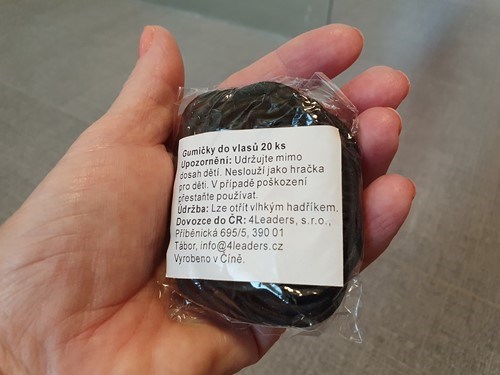 Gumičky do vlasů 20 ks
Upozornění: Udržujte mimo
dosah dětí. Neslouží jako hračka
pro děti. V případě poškození
přestaňte používat.
Údržba: Lze otřít vlhkým hadříkem.
Dovozce do ČR: 4Leaders, s.r.o.,
Příběnická 695/5, 390 01
Tábor, info@4leaders.cz
Vyrobeno v Číně.